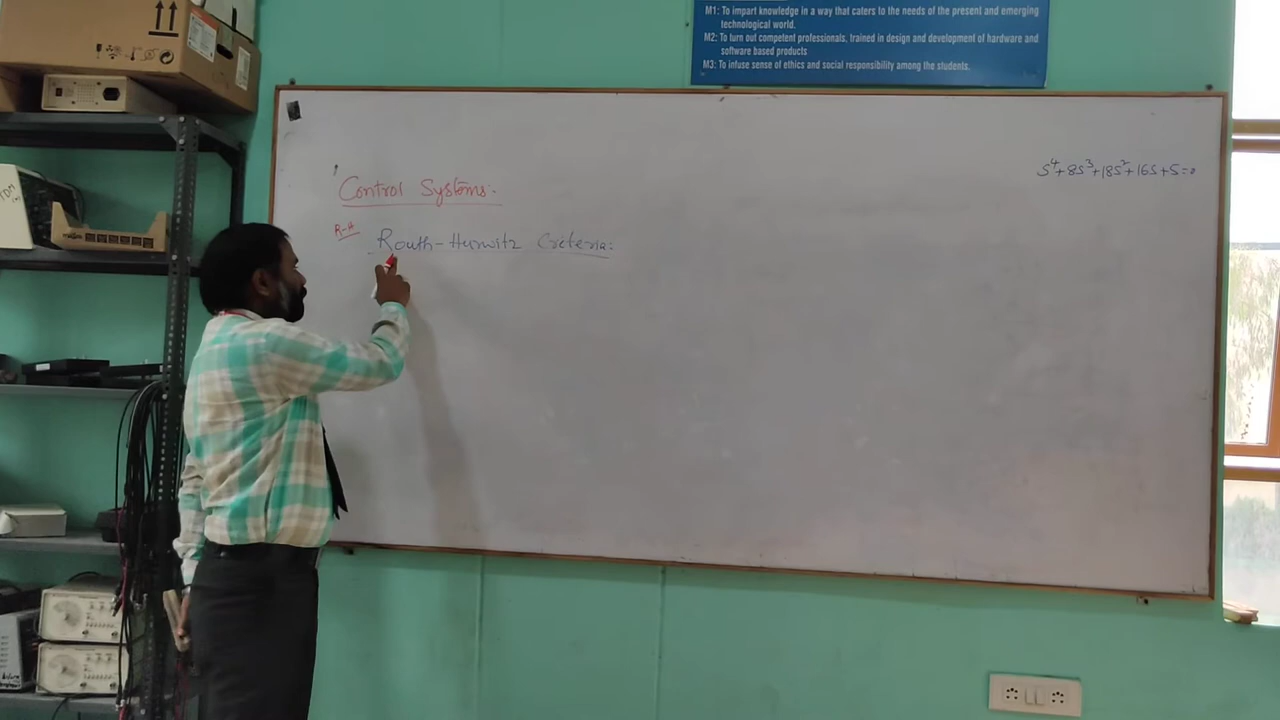 M1: To impart knowledge in a way that caters to the needs of the present and emerging
technological world.
M2: To turn out competent professionals, trained in design and development of hardware and
software based products
M3: To infuse sense of ethics and social responsibility among the students.
Control Systems:
R-H
Routh-Hurwitz Creteria:
S⁴+8S³+18S²+16S+5=0
TDM